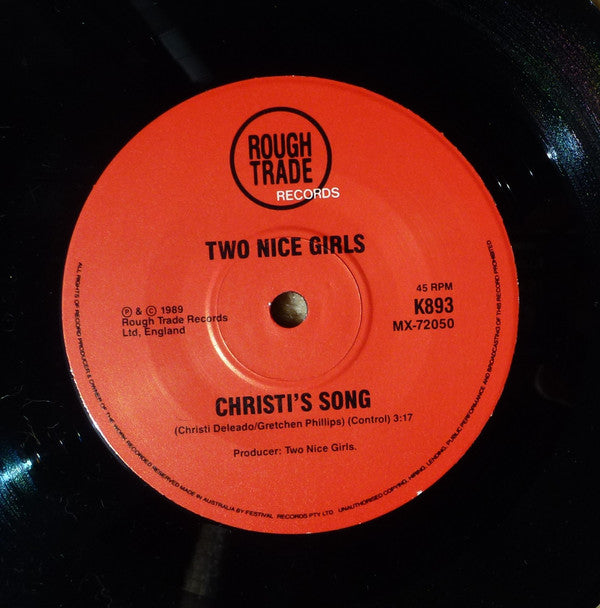 ROUGH
TRADE
RECORDS
TWO NICE GIRLS
℗ & © 1989
Rough Trade Records
Ltd, England
45 RPM
K893
MX-72050
CHRISTI'S SONG
(Christi Deleado/Gretchen Phillips) (Control) 3:17
Producer: Two Nice Girls.
ALL RIGHTS OF RECORD PRODUCER & OWNER OF THE WORK RECORDED RESERVED MADE IN AUSTRALIA BY FESTIVAL RECORDS PTY LTD UNAUTHORISED COPYING, HIRING, LENDING, PUBLIC PERFORMANCE AND BROADCASTING OF THIS RECORD PROHIBITED.